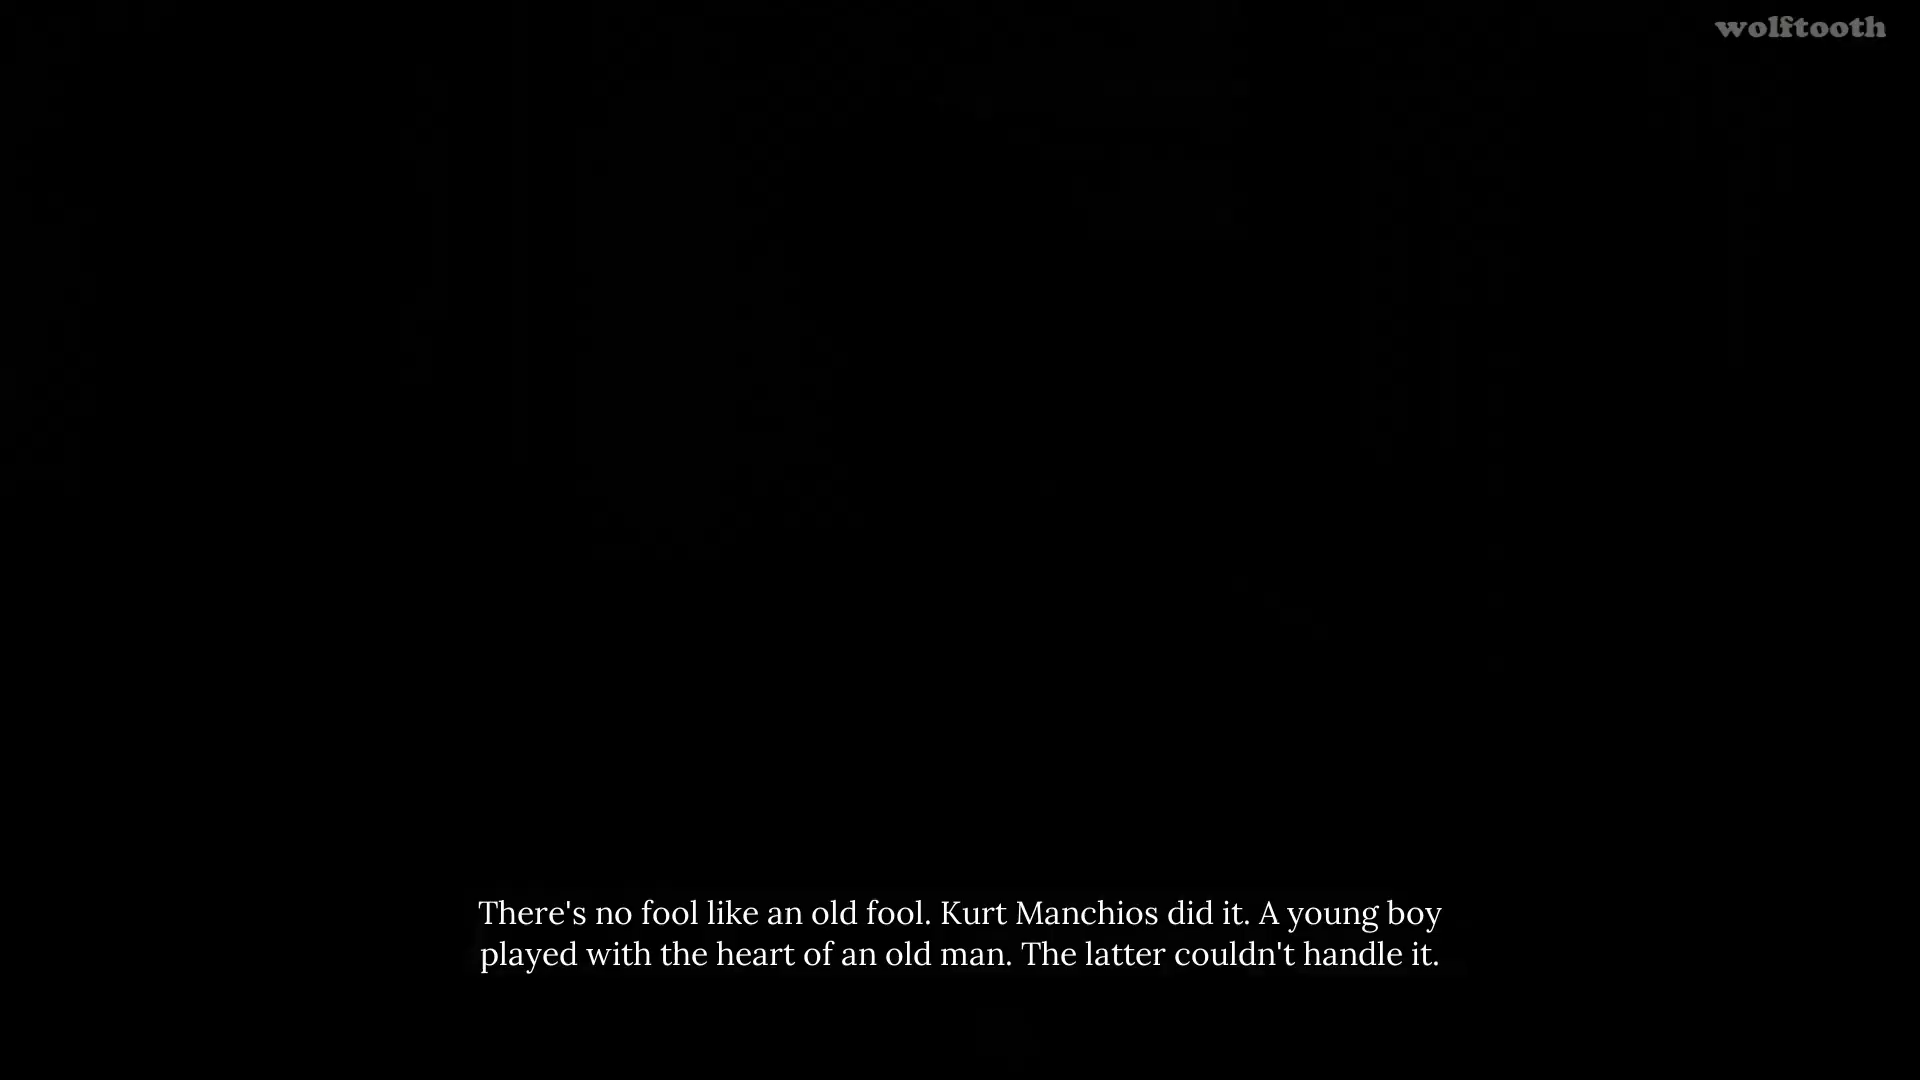 wolftooth
There's no fool like an old fool. Kurt Manchios did it. A young boy
played with the heart of an old man. The latter couldn't handle it.